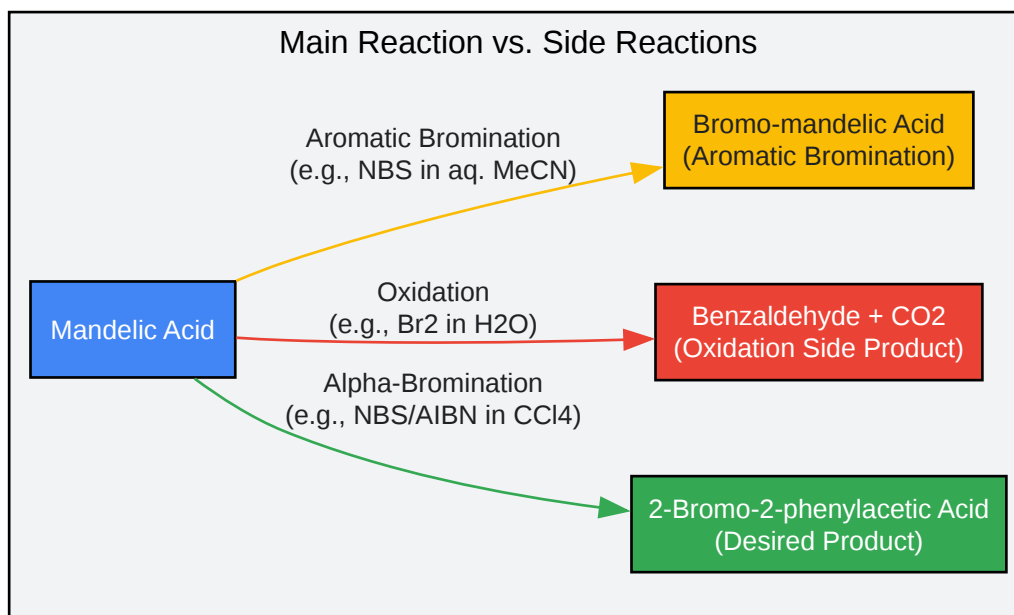 Main Reaction vs. Side Reactions
Aromatic Bromination
(e.g., NBS in aq. MeCN)
Bromo-mandelic Acid
(Aromatic Bromination)
Mandelic Acid
Oxidation
(e.g., Br2 in H2O)
Benzaldehyde + CO2
(Oxidation Side Product)
Alpha-Bromination
(e.g., NBS/AIBN in CCl4)
2-Bromo-2-phenylacetic Acid
(Desired Product)